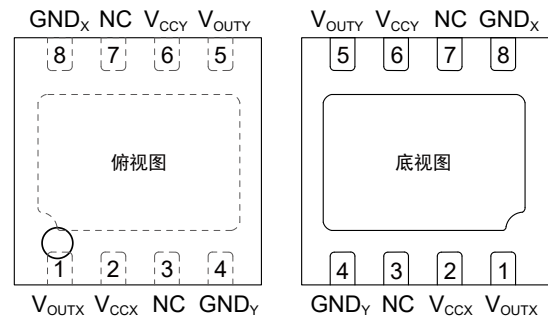 GNDX NC VCCY VOUTY
8 7 6 5
俯视图
1 2 3 4
VOUTX VCCX NC GNDY
VOUTY VCCY NC GNDX
5 6 7 8
底视图
4 3 2 1
GNDY NC VCCX VOUTX